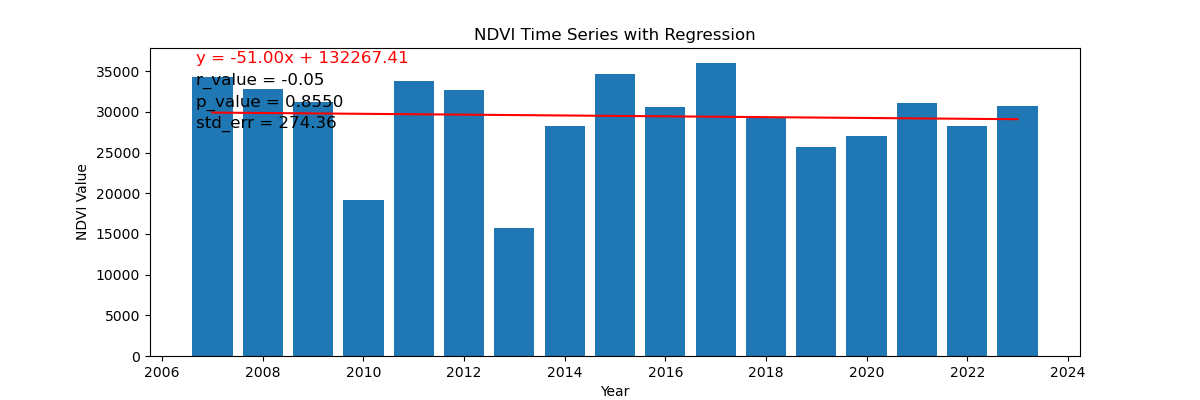 NDVI Time Series with Regression
y = -51.00x + 132267.41
r_value = -0.05
p_value = 0.8550
std_err = 274.36
NDVI Value
35000
30000
25000
20000
15000
10000
5000
0
2006 2008 2010 2012 2014 2016 2018 2020 2022 2024
Year